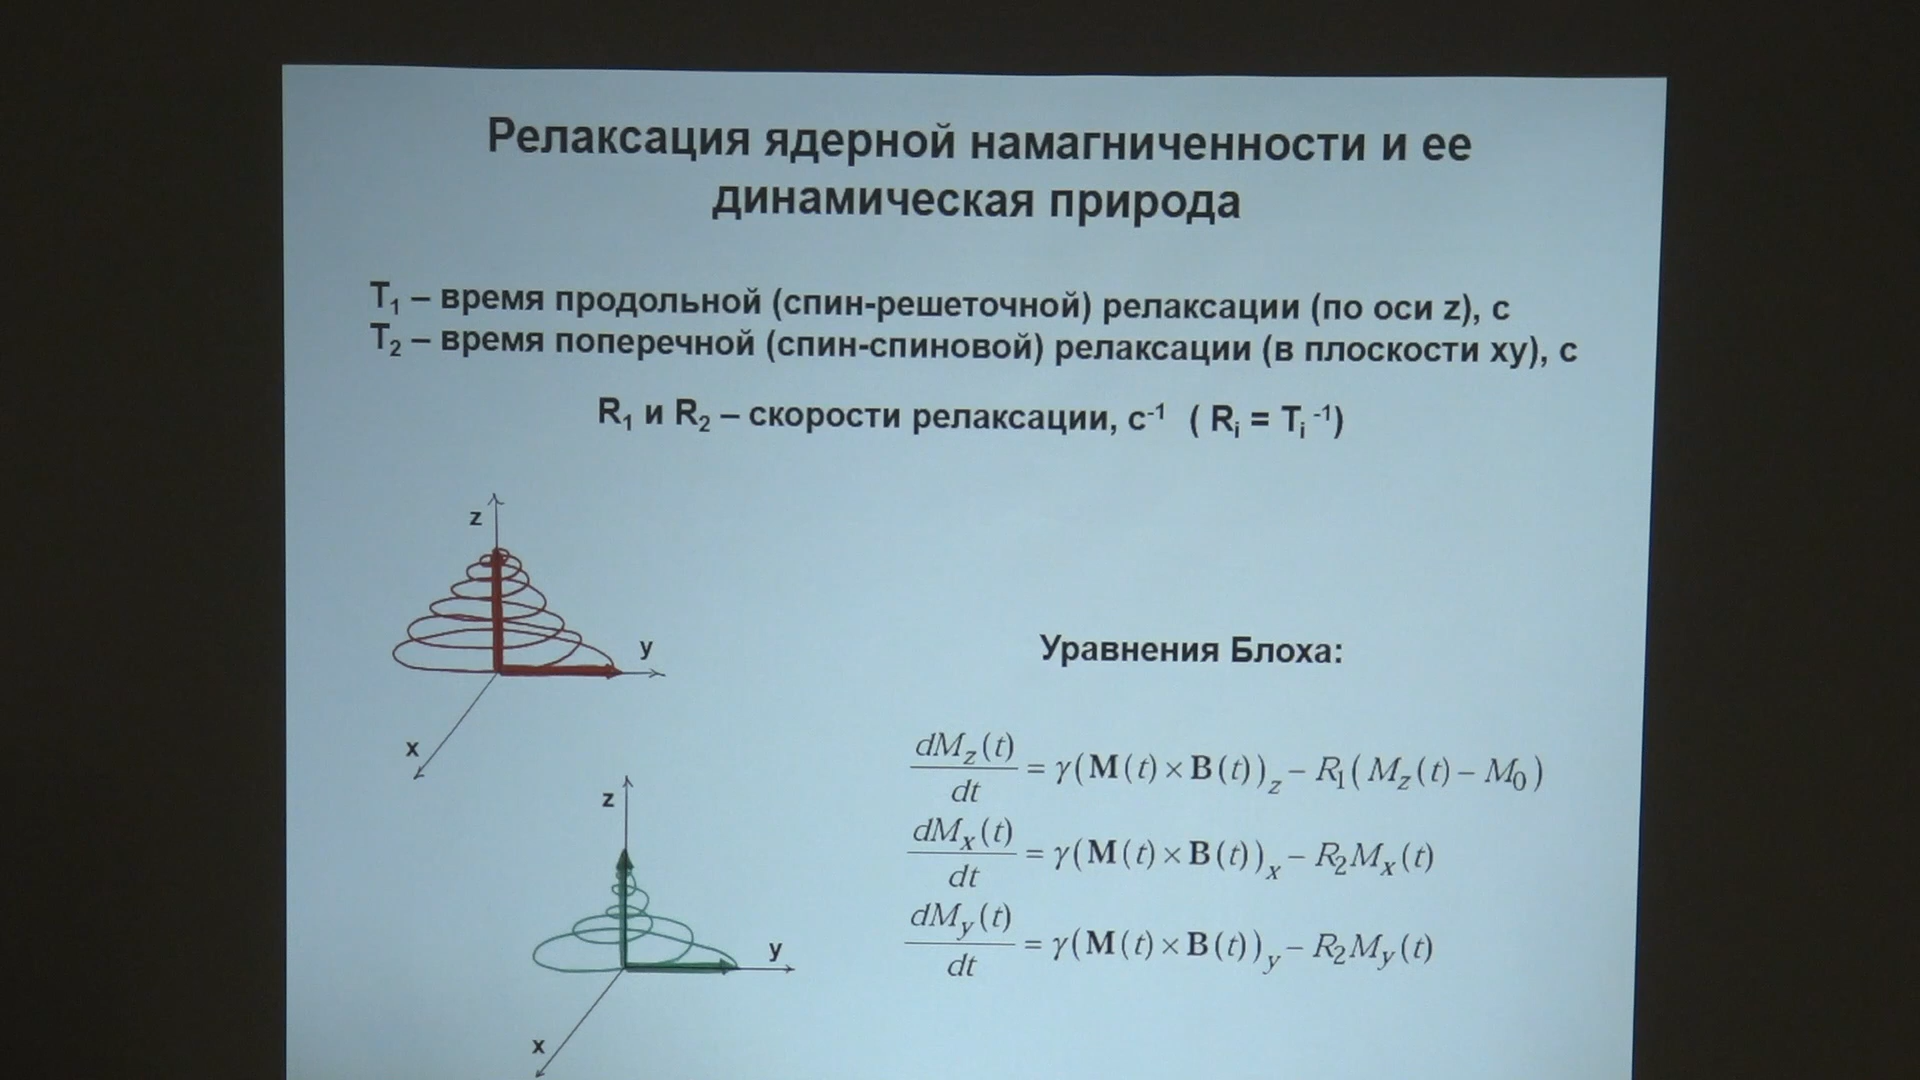 Релаксация ядерной намагниченности и ее
динамическая природа
T₁ – время продольной (спин-решеточной) релаксации (по оси z), с
T₂ – время поперечной (спин-спиновой) релаксации (в плоскости xy), с
R₁ и R₂ – скорости релаксации, с⁻¹ ( Rᵢ = Tᵢ⁻¹)
z
y
x
Уравнения Блоха:
dM_z(t)/dt = γ(M(t)×B(t))_z − R₁(M_z(t) − M₀)
dM_x(t)/dt = γ(M(t)×B(t))_x − R₂M_x(t)
dM_y(t)/dt = γ(M(t)×B(t))_y − R₂M_y(t)
z
y
x